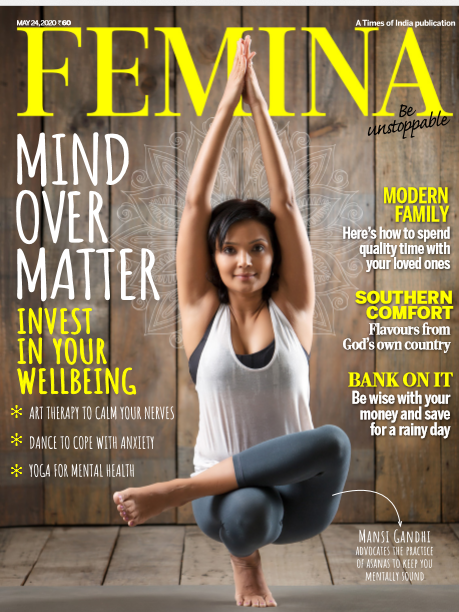 MAY 24, 2020 ₹ 60
A Times of India publication
FEMINA
Be
unstoppable
MIND
OVER
MATTER
INVEST
IN YOUR
WELLBEING
* ART THERAPY TO CALM YOUR NERVES
* DANCE TO COPE WITH ANXIETY
* YOGA FOR MENTAL HEALTH
MODERN
FAMILY
Here's how to spend
quality time with
your loved ones
SOUTHERN
COMFORT
Flavours from
God's own country
BANK ON IT
Be wise with your
money and save
for a rainy day
MANSI GANDHI
ADVOCATES THE PRACTICE
OF ASANAS TO KEEP YOU
MENTALLY SOUND